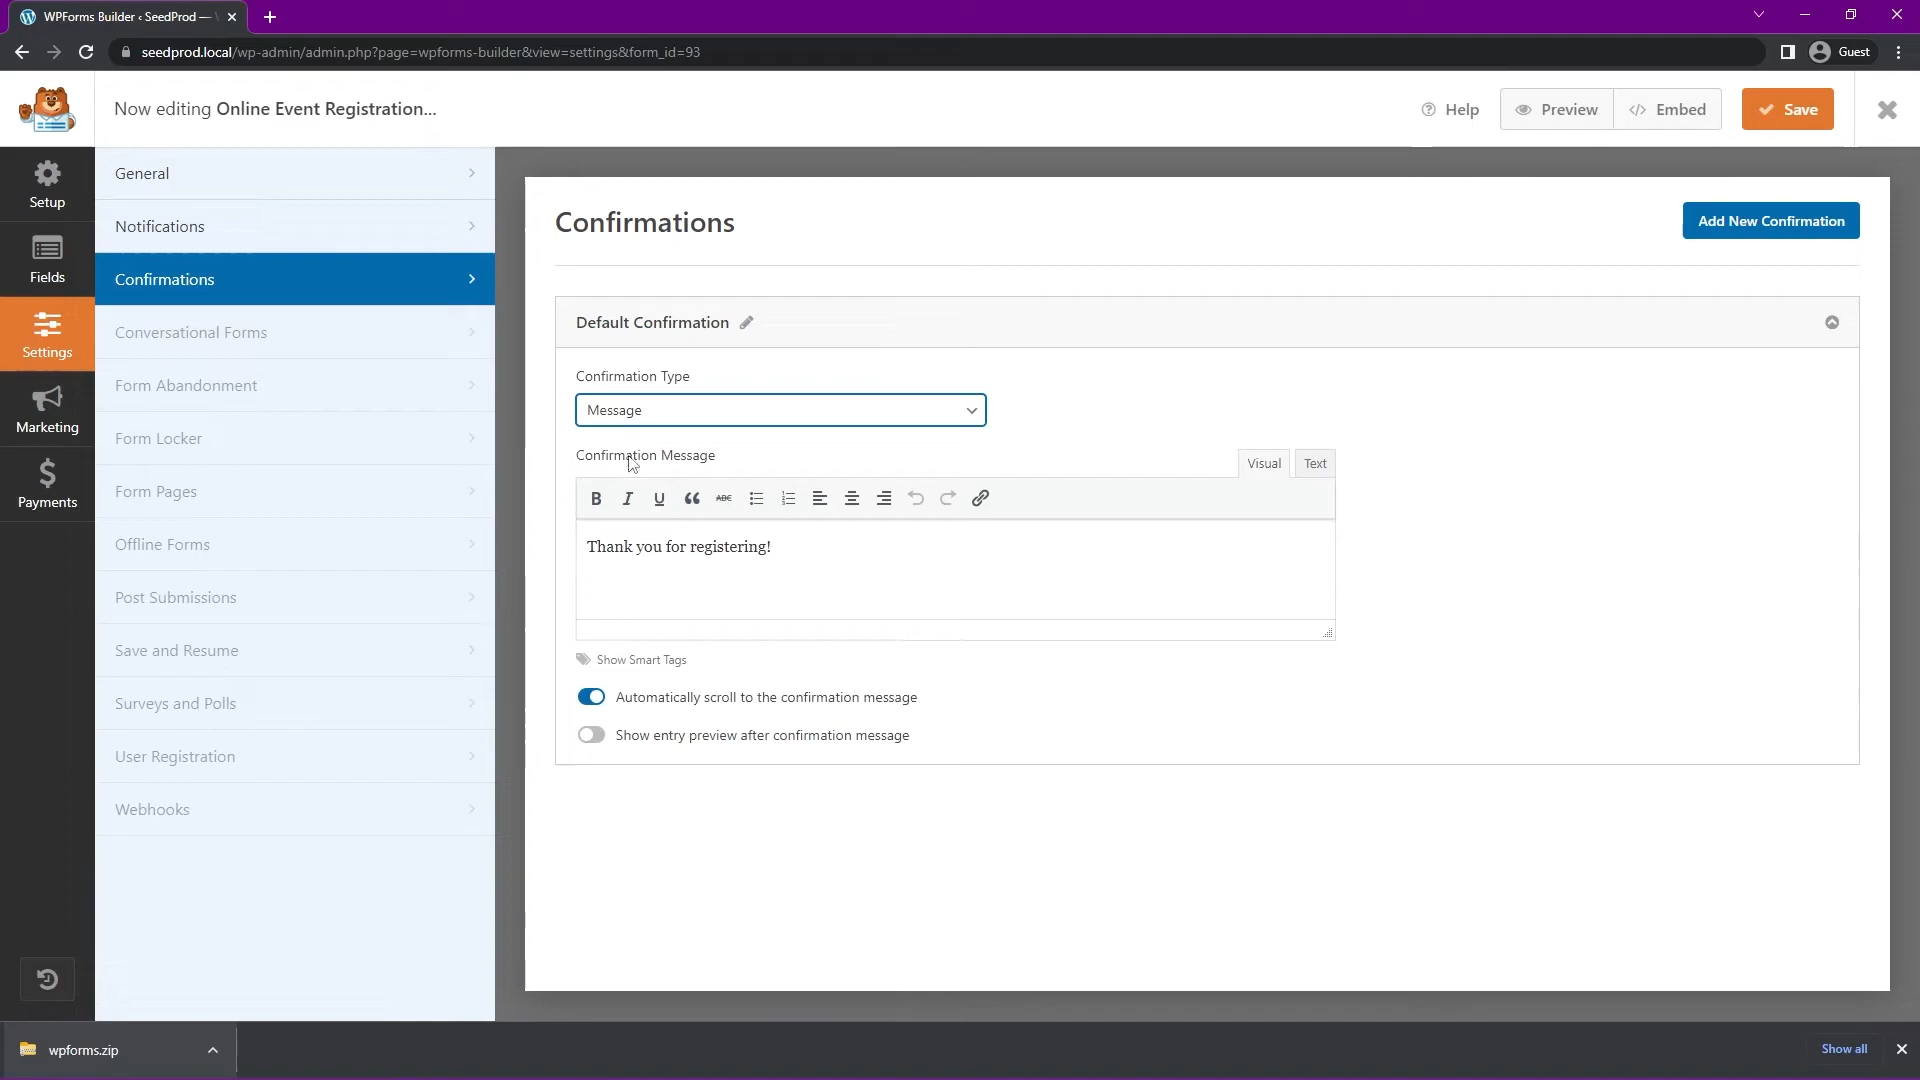 WPForms Builder ‹ SeedProd —
seedprod.local/wp-admin/admin.php?page=wpforms-builder&view=settings&form_id=93
Guest
Now editing Online Event Registration...
Help
Preview
Embed
Save
Setup
Fields
Settings
Marketing
Payments
General
Notifications
Confirmations
Conversational Forms
Form Abandonment
Form Locker
Form Pages
Offline Forms
Post Submissions
Save and Resume
Surveys and Polls
User Registration
Webhooks
Confirmations
Add New Confirmation
Default Confirmation
Confirmation Type
Message
Confirmation Message
Visual
Text
B I U ABC
Thank you for registering!
Show Smart Tags
Automatically scroll to the confirmation message
Show entry preview after confirmation message
wpforms.zip
Show all